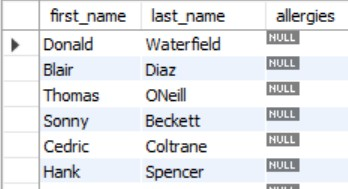 first_name last_name allergies
Donald Waterfield NULL
Blair Diaz NULL
Thomas ONeill NULL
Sonny Beckett NULL
Cedric Coltrane NULL
Hank Spencer NULL